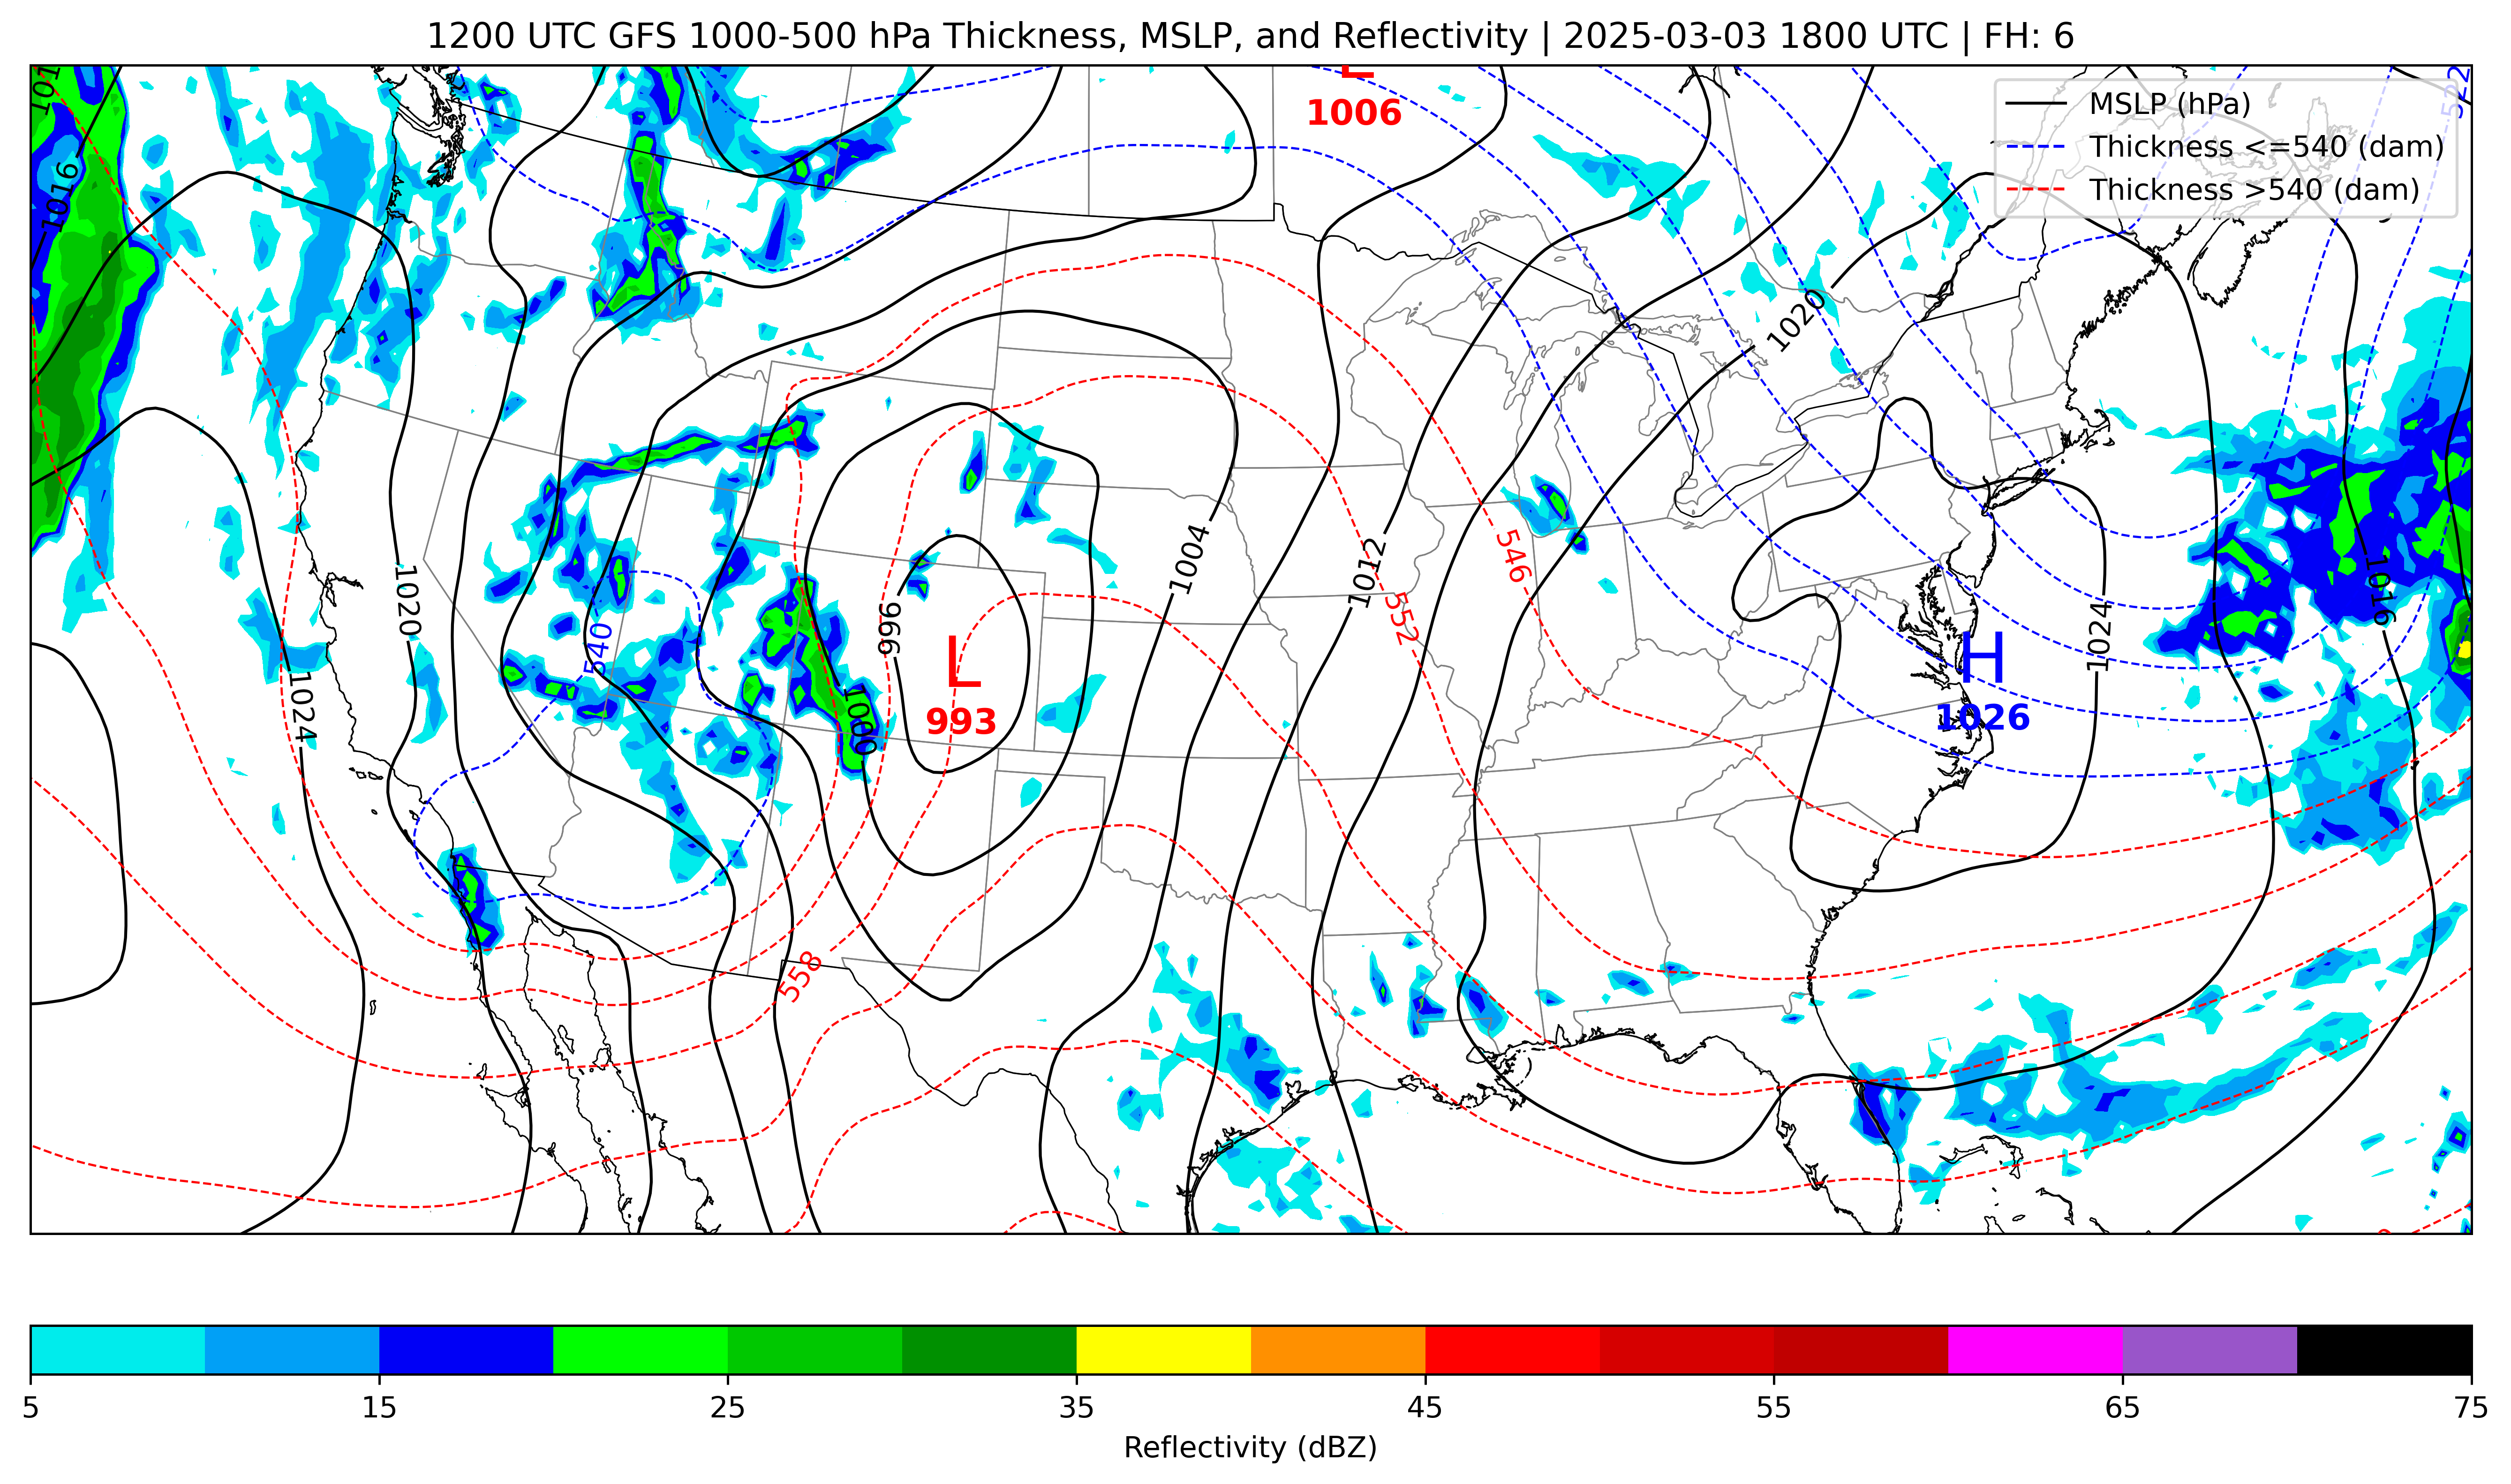 1200 UTC GFS 1000-500 hPa Thickness, MSLP, and Reflectivity | 2025-03-03 1800 UTC | FH: 6
L
1006
MSLP (hPa)
Thickness <=540 (dam)
Thickness >540 (dam)
522
101
1016
1020
1004
1012
546
552
1020
1016
996
540
1024
1024
L
993
H
1026
1000
558
5 15 25 35 45 55 65 75
Reflectivity (dBZ)